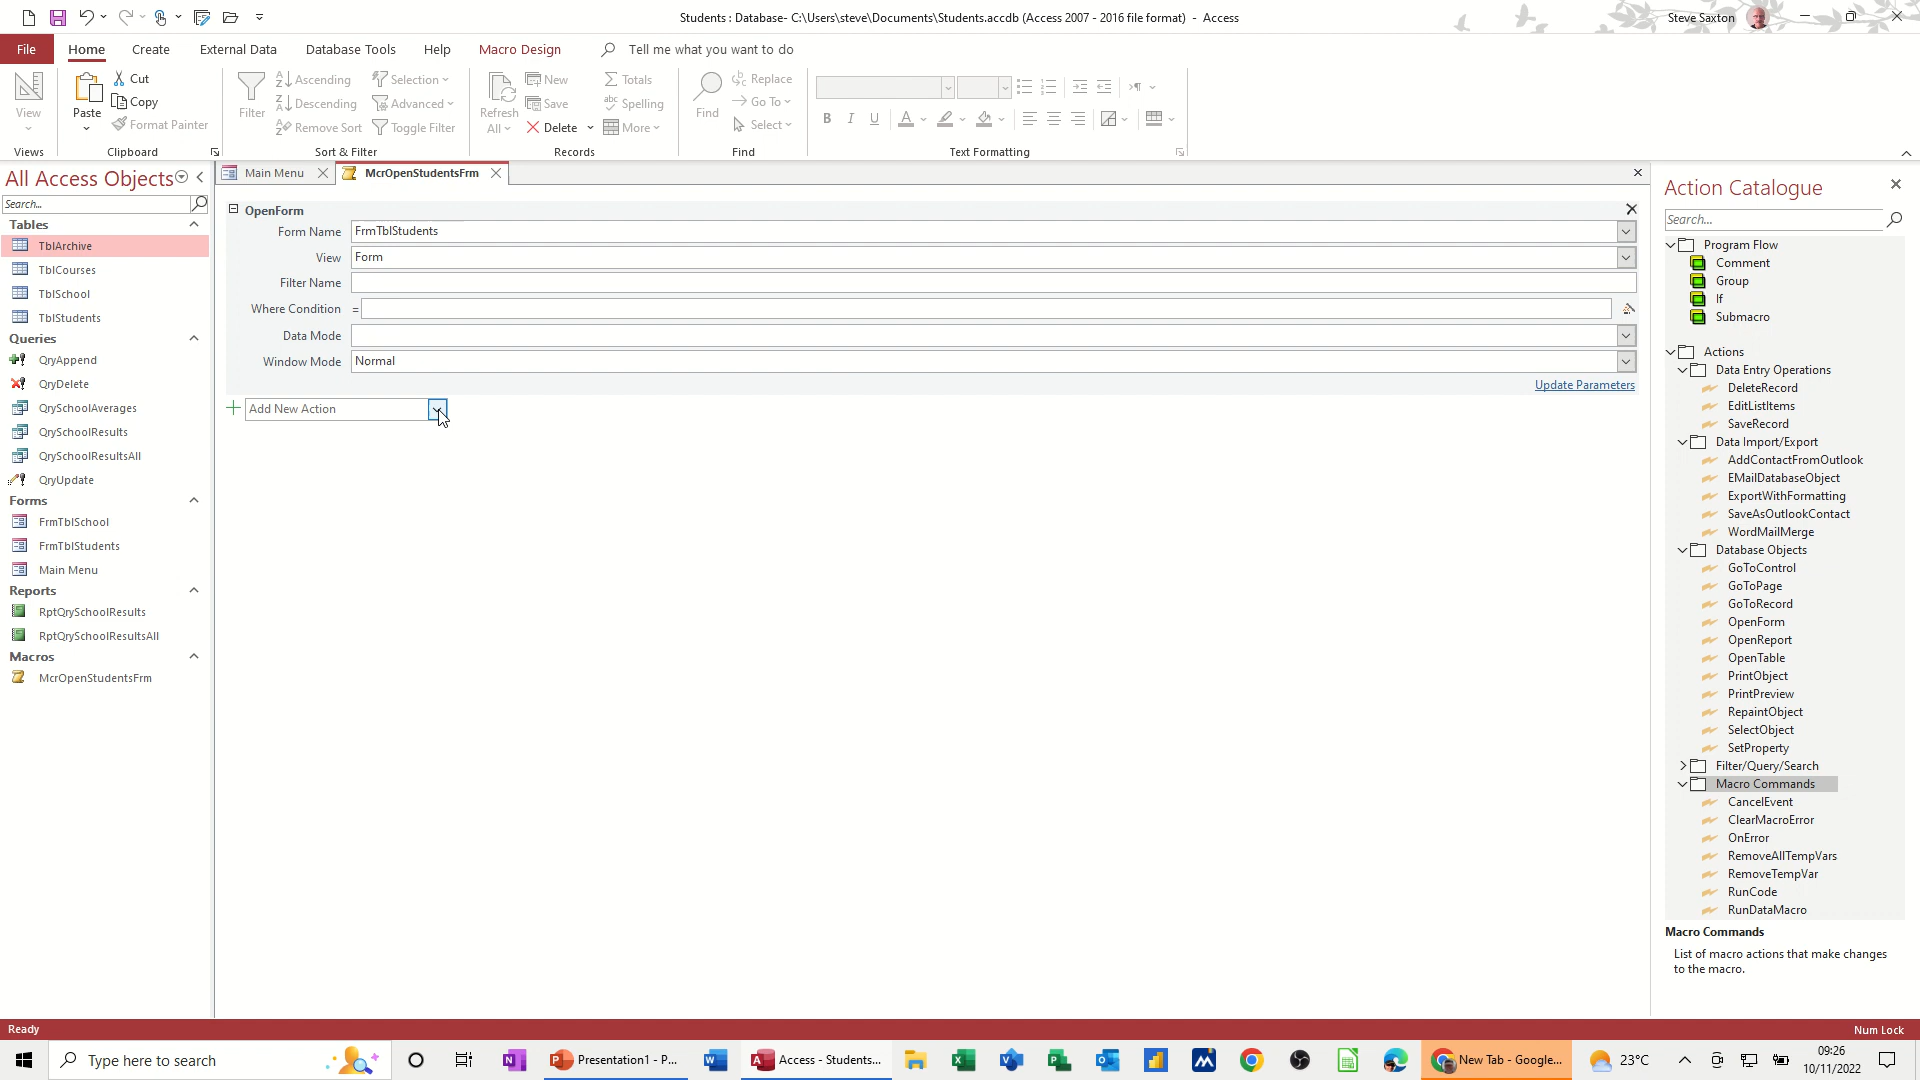 Students : Database- C:\Users\steve\Documents\Students.accdb (Access 2007 - 2016 file format) - Access
Steve Saxton
File
Home
Create
External Data
Database Tools
Help
Macro Design
Tell me what you want to do
View
Views
Paste
Cut
Copy
Format Painter
Clipboard
Filter
Ascending
Descending
Remove Sort
Selection
Advanced
Toggle Filter
Sort & Filter
Refresh
All
New
Save
Delete
Totals
Spelling
More
Records
Find
Replace
Go To
Select
Find
B I U
Text Formatting
All Access Objects
Search...
Tables
TblArchive
TblCourses
TblSchool
TblStudents
Queries
QryAppend
QryDelete
QrySchoolAverages
QrySchoolResults
QrySchoolResultsAll
QryUpdate
Forms
FrmTblSchool
FrmTblStudents
Main Menu
Reports
RptQrySchoolResults
RptQrySchoolResultsAll
Macros
McrOpenStudentsFrm
Main Menu
McrOpenStudentsFrm
OpenForm
Form Name FrmTblStudents
View Form
Filter Name
Where Condition =
Data Mode
Window Mode Normal
Update Parameters
Add New Action
Action Catalogue
Search...
Program Flow
Comment
Group
If
Submacro
Actions
Data Entry Operations
DeleteRecord
EditListItems
SaveRecord
Data Import/Export
AddContactFromOutlook
EMailDatabaseObject
ExportWithFormatting
SaveAsOutlookContact
WordMailMerge
Database Objects
GoToControl
GoToPage
GoToRecord
OpenForm
OpenReport
OpenTable
PrintObject
PrintPreview
RepaintObject
SelectObject
SetProperty
Filter/Query/Search
Macro Commands
CancelEvent
ClearMacroError
OnError
RemoveAllTempVars
RemoveTempVar
RunCode
RunDataMacro
Macro Commands
List of macro actions that make changes
to the macro.
Ready
Num Lock
Type here to search
Presentation1 - P...
Access - Students...
New Tab - Google...
23°C
09:26
10/11/2022